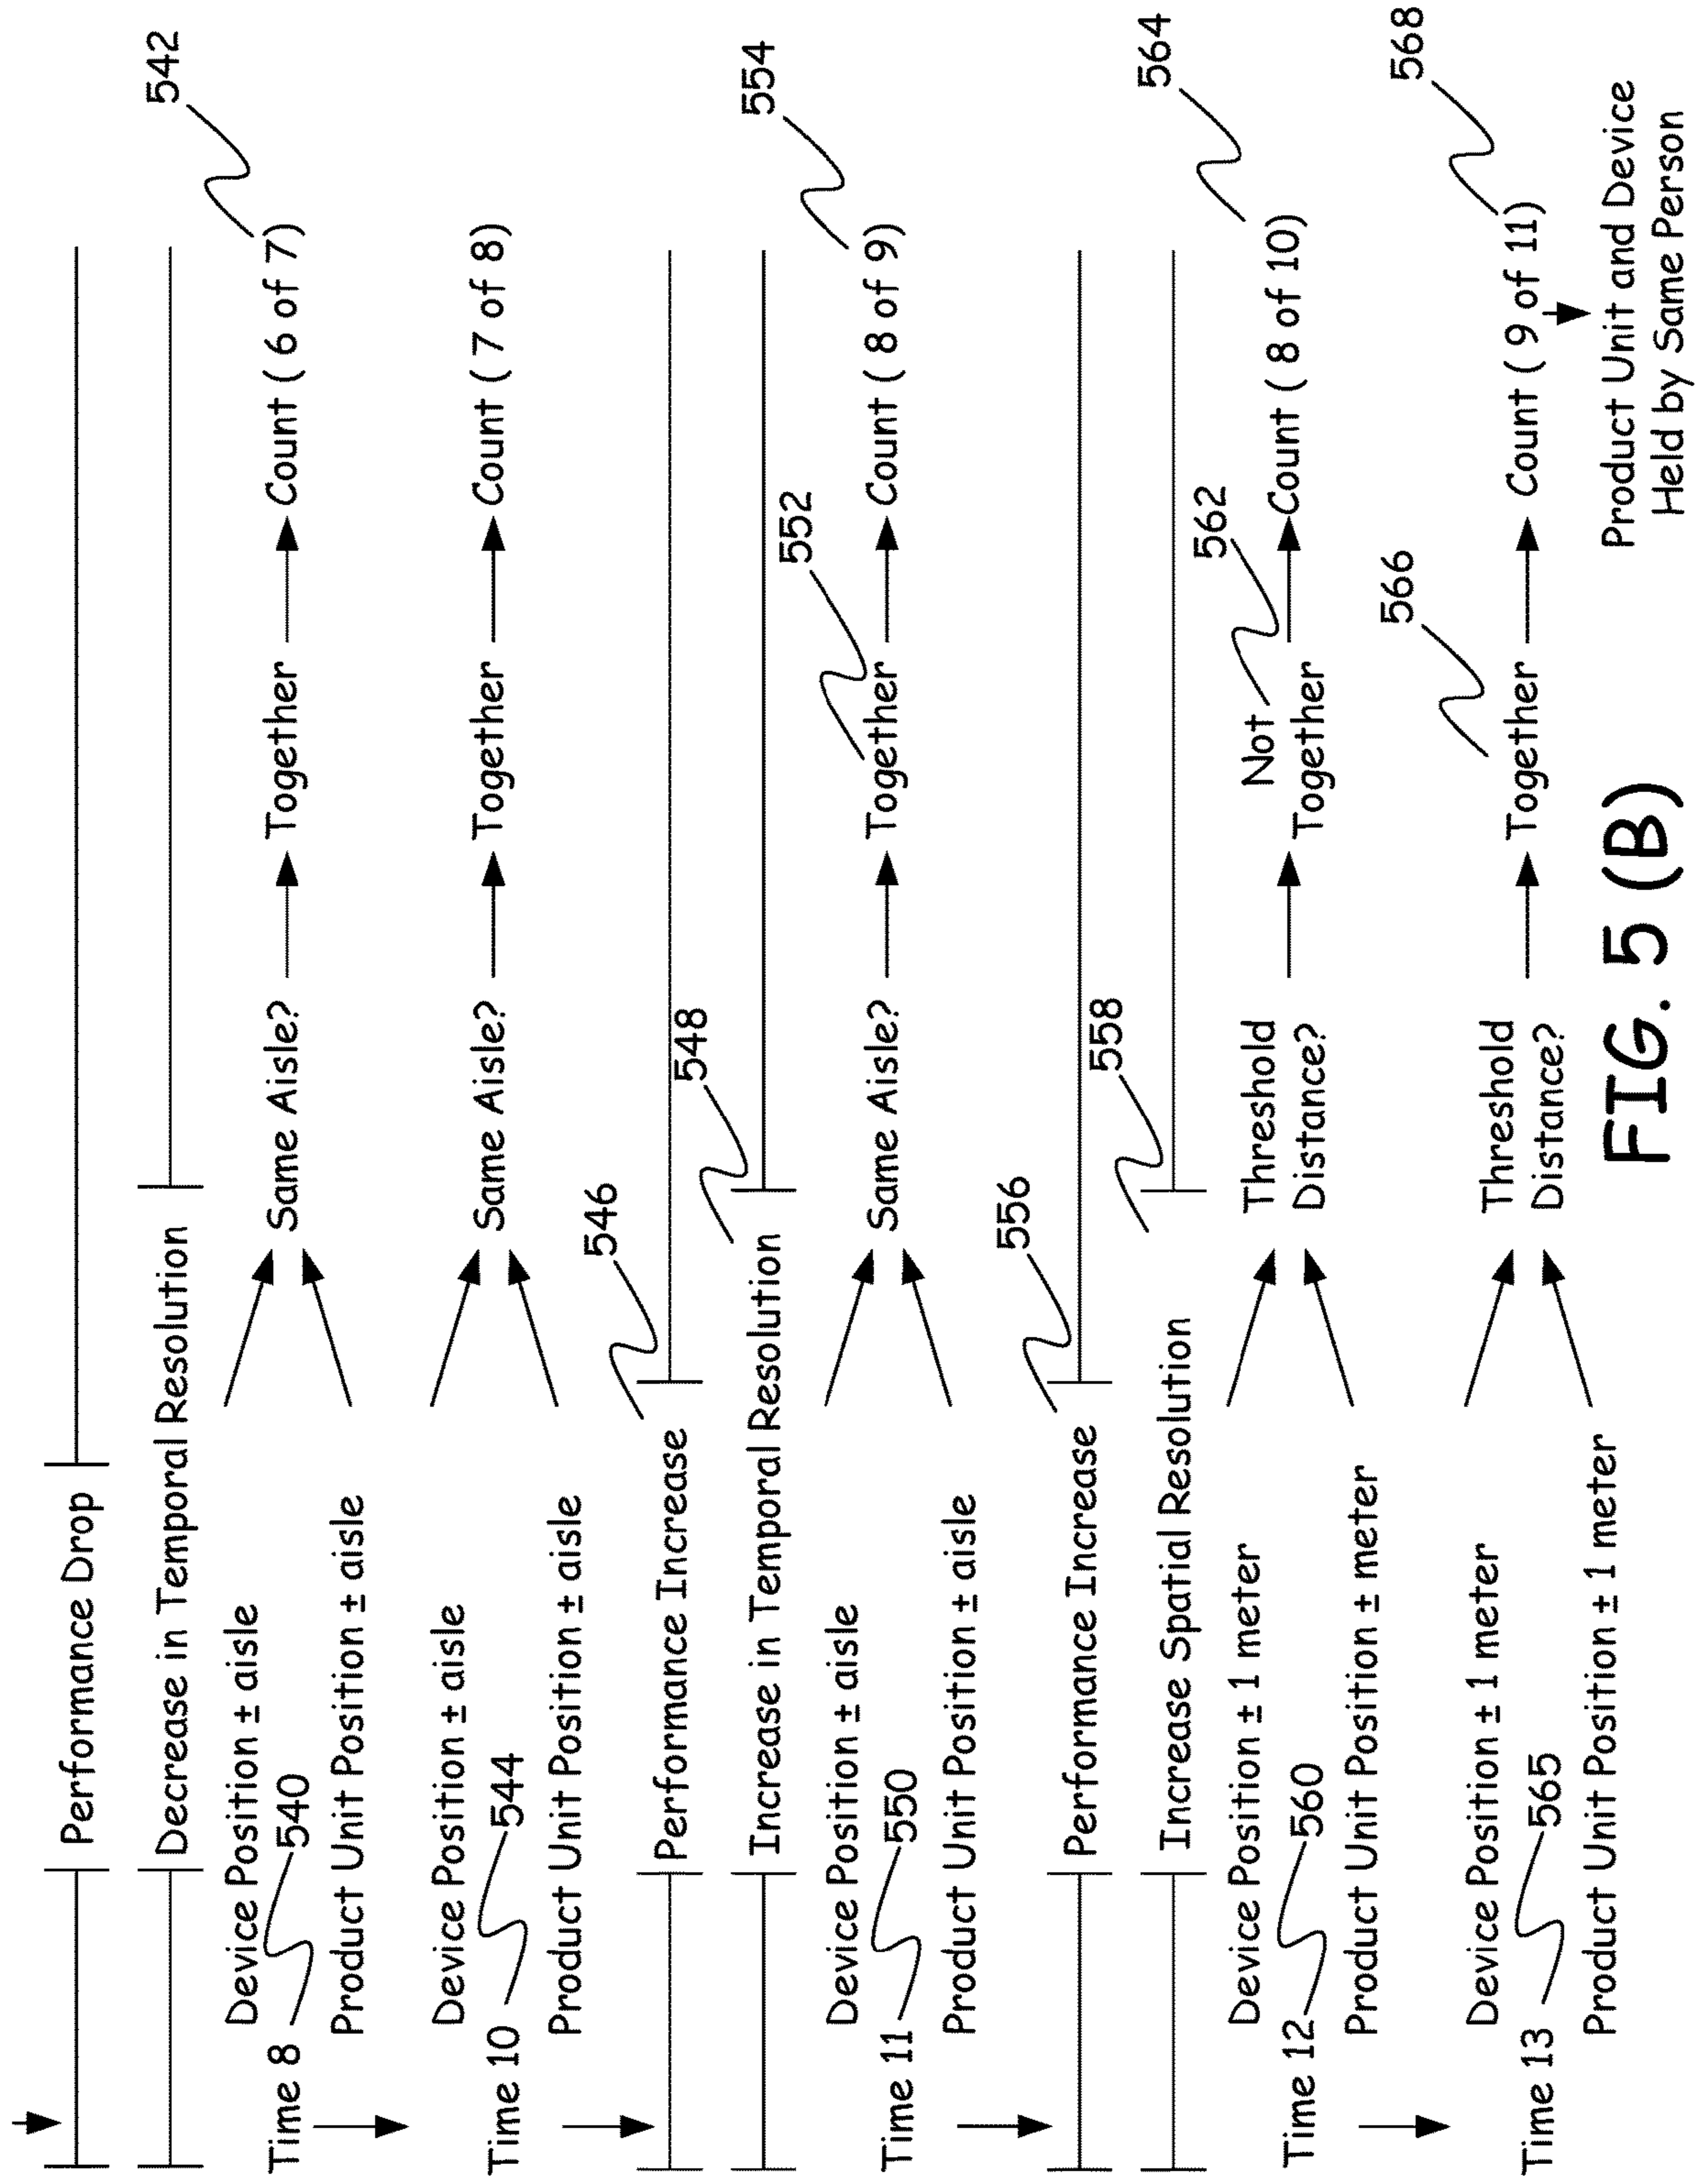 Performance Drop
Decrease in Temporal Resolution
542
Device Position ± aisle
Time 8
540
Product Unit Position ± aisle
Same Aisle?
Together
Count ( 6 of 7)
Device Position ± aisle
Time 10
544
Product Unit Position ± aisle
Same Aisle?
Together
Count ( 7 of 8)
546
Performance Increase
548
Increase in Temporal Resolution
552
554
Device Position ± aisle
Time 11
550
Product Unit Position ± aisle
Same Aisle?
Together
Count ( 8 of 9)
556
Performance Increase
558
Increase Spatial Resolution
562
564
Device Position ± 1 meter
Time 12
560
Product Unit Position ± meter
Threshold
Distance?
Not
Together
Count ( 8 of 10)
566
568
Device Position ± 1 meter
Time 13
565
Product Unit Position ± 1 meter
Threshold
Distance?
Together
Count ( 9 of 11)
Product Unit and Device
Held by Same Person
FIG. 5 (B)